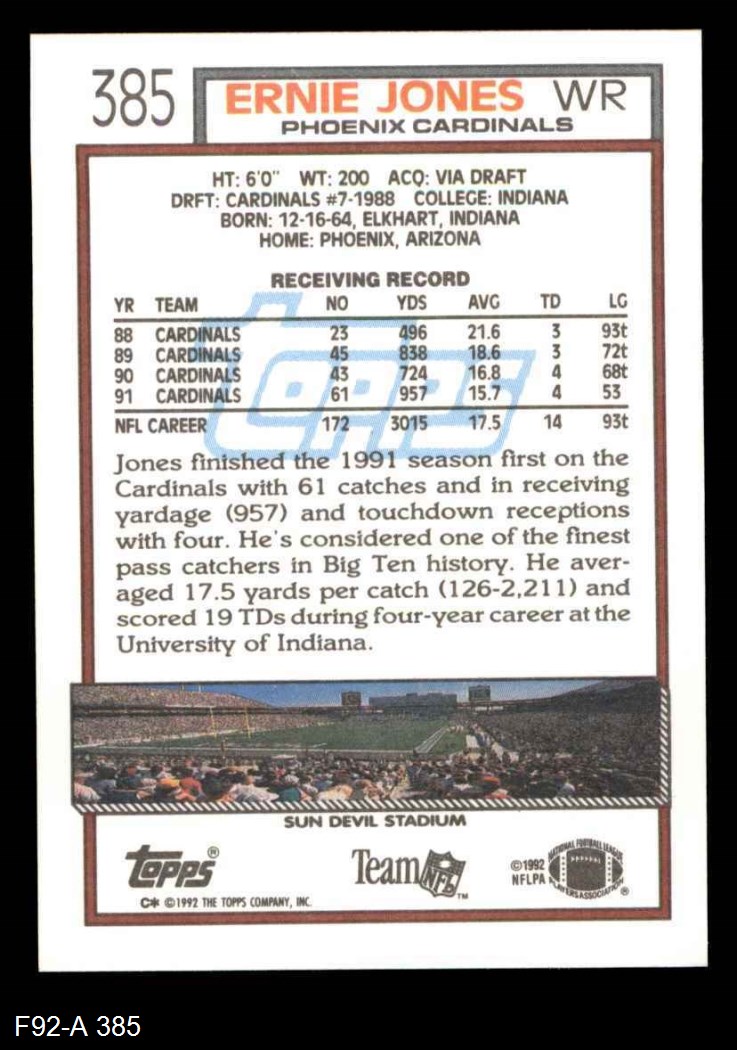 385
ERNIE JONES WR
PHOENIX CARDINALS
HT: 6'0" WT: 200 ACQ: VIA DRAFT
DRFT: CARDINALS #7-1988 COLLEGE: INDIANA
BORN: 12-16-64, ELKHART, INDIANA
HOME: PHOENIX, ARIZONA
RECEIVING RECORD
YR TEAM NO YDS AVG TD LG
88 CARDINALS 23 496 21.6 3 93t
89 CARDINALS 45 838 18.6 3 72t
90 CARDINALS 43 724 16.8 4 68t
91 CARDINALS 61 957 15.7 4 53
NFL CAREER 172 3015 17.5 14 93t
topps
Jones finished the 1991 season first on the
Cardinals with 61 catches and in receiving
yardage (957) and touchdown receptions
with four. He's considered one of the finest
pass catchers in Big Ten history. He aver-
aged 17.5 yards per catch (126-2,211) and
scored 19 TDs during four-year career at the
University of Indiana.
SUN DEVIL STADIUM
topps®
Team NFL™
©1992
NFLPA
NATIONAL FOOTBALL LEAGUE
PLAYERS ASSOCIATION ®
C* ©1992 THE TOPPS COMPANY, INC.
F92-A 385